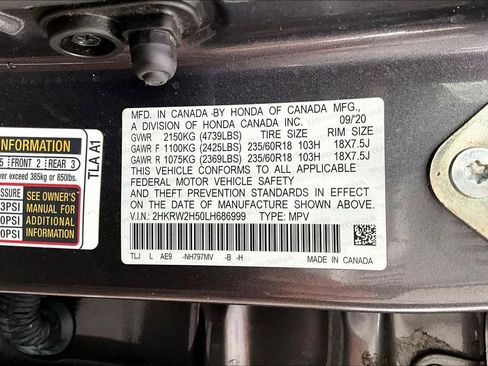 MFD. IN CANADA -BY HONDA OF CANADA MFG.,
A DIVISION OF HONDA CANADA INC. 09/'20
GVWR 2150KG (4739LBS) TIRE SIZE RIM SIZE
GAWR F 1100KG (2425LBS) 235/60R18 103H 18X7.5J
GAWR R 1075KG (2369LBS) 235/60R18 103H 18X7.5J
THIS VEHICLE CONFORMS TO ALL APPLICABLE
FEDERAL MOTOR VEHICLE SAFETY
AND THEFT PREVENTION STANDARDS IN EFFECT
ON THE DATE OF MANUFACTURE SHOWN ABOVE.
V.I.N.: 2HKRW2H50LH686999 TYPE: MPV
TLJ L AE9 -NH797MV -B -H
MADE IN CANADA
INFORMATION
5 FRONT 2 REAR 3
exceed 385kg or 850lbs.
SEE OWNER'S
MANUAL FOR
ADDITIONAL
INFORMATION
3PSI
0PSI
0PSI
TLA A1